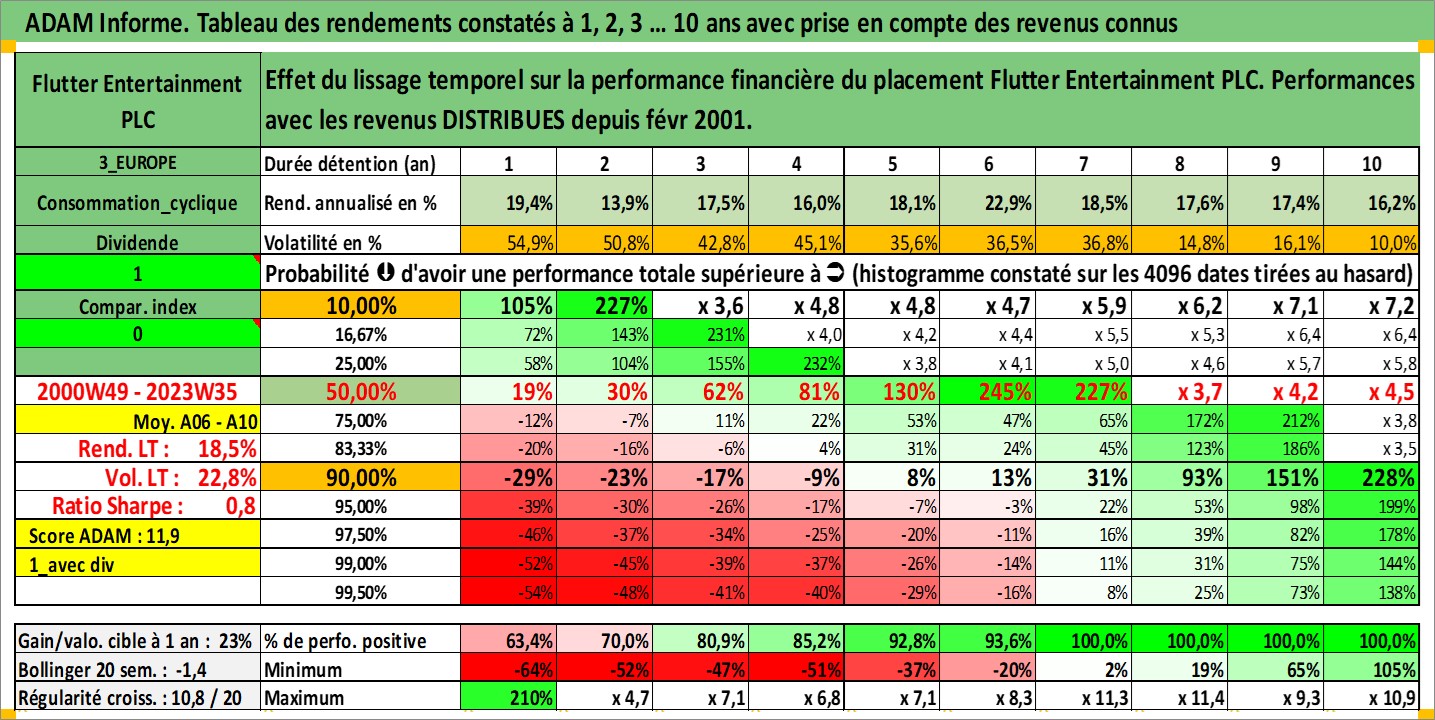 ADAM Informe. Tableau des rendements constatés à 1, 2, 3 ... 10 ans avec prise en compte des revenus connus
Flutter Entertainment PLC
Effet du lissage temporel sur la performance financière du placement Flutter Entertainment PLC. Performances
avec les revenus DISTRIBUES depuis févr 2001.
3_EUROPE Durée détention (an) 1 2 3 4 5 6 7 8 9 10
Consommation_cyclique Rend. annualisé en % 19,4% 13,9% 17,5% 16,0% 18,1% 22,9% 18,5% 17,6% 17,4% 16,2%
Dividende Volatilité en % 54,9% 50,8% 42,8% 45,1% 35,6% 36,5% 36,8% 14,8% 16,1% 10,0%
1 Probabilité ⬇ d'avoir une performance totale supérieure à ➲ (histogramme constaté sur les 4096 dates tirées au hasard)
Compar. index 10,00% 105% 227% x 3,6 x 4,8 x 4,8 x 4,7 x 5,9 x 6,2 x 7,1 x 7,2
0 16,67% 72% 143% 231% x 4,0 x 4,2 x 4,4 x 5,5 x 5,3 x 6,4 x 6,4
25,00% 58% 104% 155% 232% x 3,8 x 4,1 x 5,0 x 4,6 x 5,7 x 5,8
2000W49 - 2023W35 50,00% 19% 30% 62% 81% 130% 245% 227% x 3,7 x 4,2 x 4,5
Moy. A06 - A10 75,00% -12% -7% 11% 22% 53% 47% 65% 172% 212% x 3,8
Rend. LT : 18,5% 83,33% -20% -16% -6% 4% 31% 24% 45% 123% 186% x 3,5
Vol. LT : 22,8% 90,00% -29% -23% -17% -9% 8% 13% 31% 93% 151% 228%
Ratio Sharpe : 0,8 95,00% -39% -30% -26% -17% -7% -3% 22% 53% 98% 199%
Score ADAM : 11,9 97,50% -46% -37% -34% -25% -20% -11% 16% 39% 82% 178%
1_avec div 99,00% -52% -45% -39% -37% -26% -14% 11% 31% 75% 144%
99,50% -54% -48% -41% -40% -29% -16% 8% 25% 73% 138%
Gain/valo. cible à 1 an : 23% % de perfo. positive 63,4% 70,0% 80,9% 85,2% 92,8% 93,6% 100,0% 100,0% 100,0% 100,0%
Bollinger 20 sem. : -1,4 Minimum -64% -52% -47% -51% -37% -20% 2% 19% 65% 105%
Régularité croiss. : 10,8 / 20 Maximum 210% x 4,7 x 7,1 x 6,8 x 7,1 x 8,3 x 11,3 x 11,4 x 9,3 x 10,9